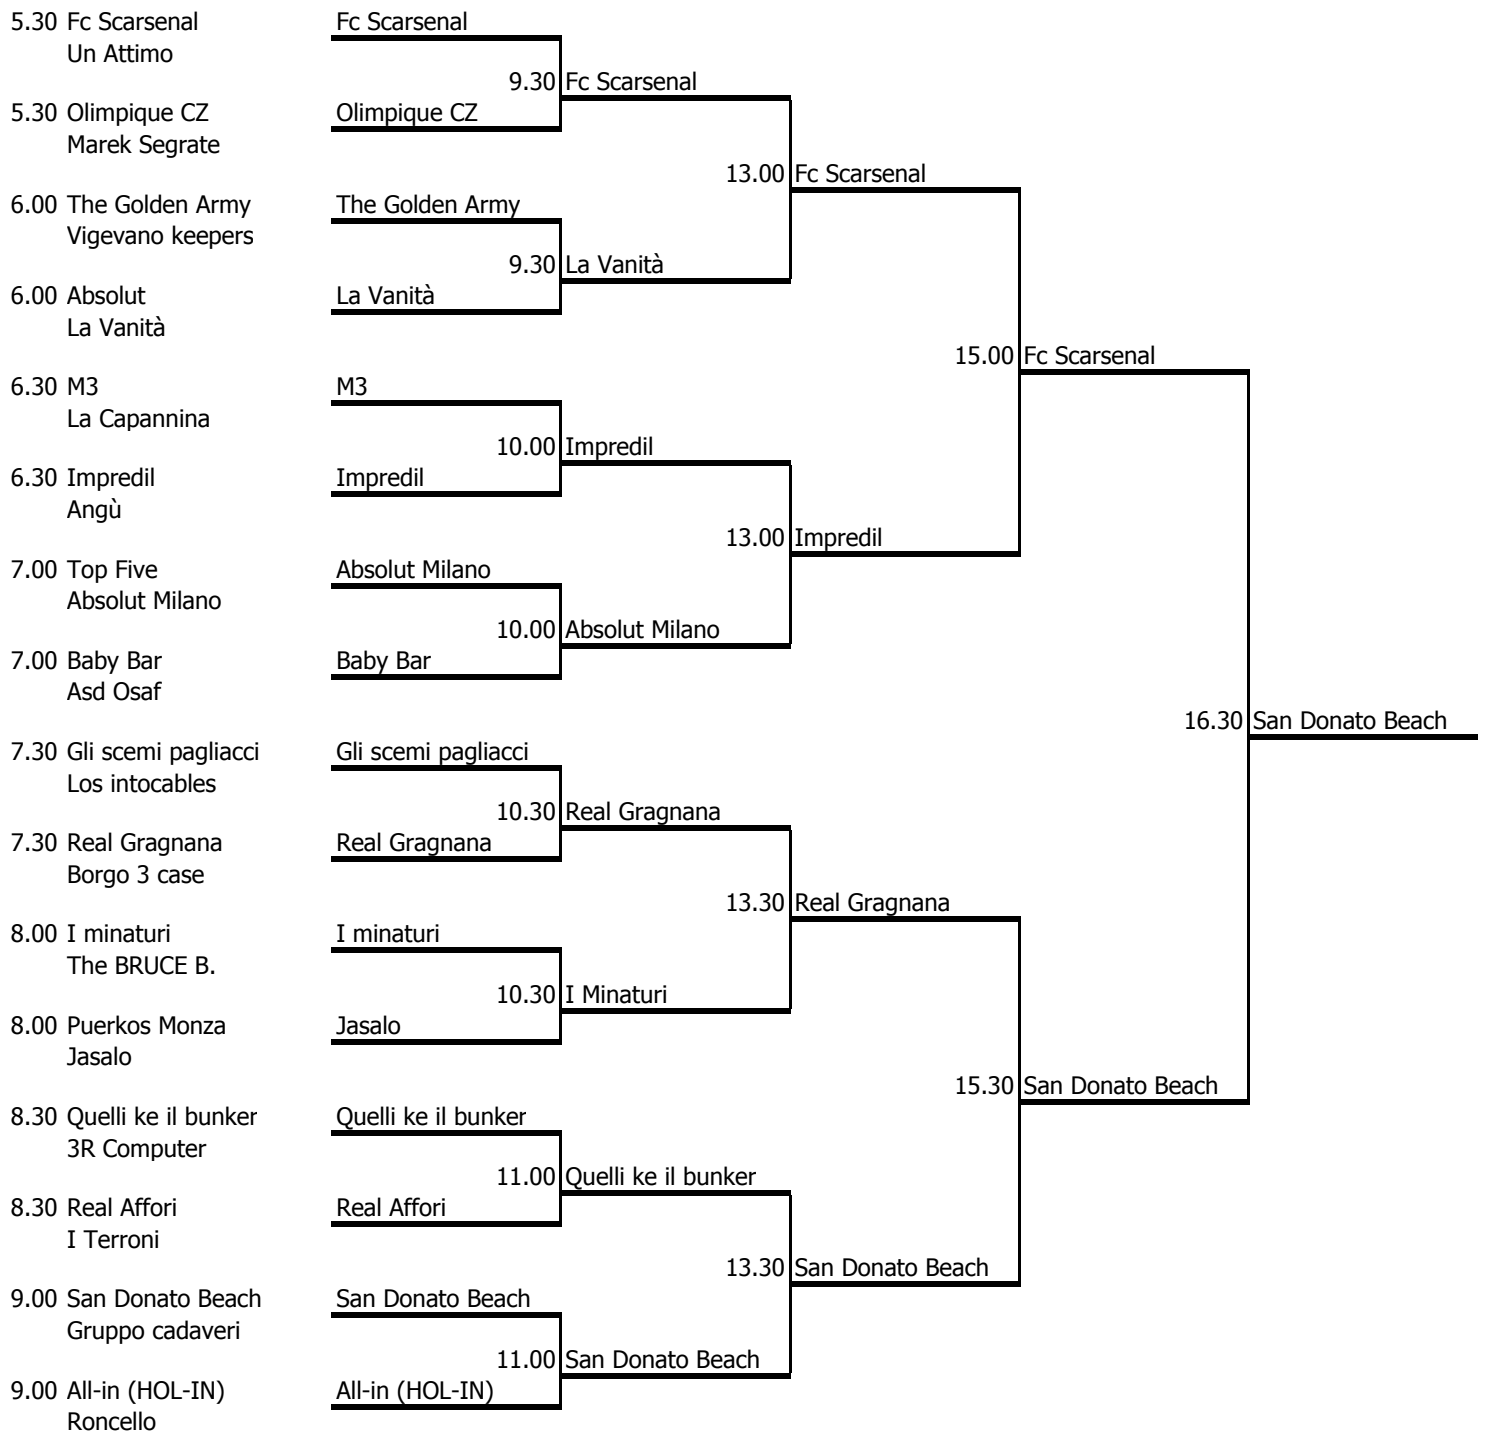 5.30 Fc Scarsenal Fc Scarsenal
Un Attimo
9.30 Fc Scarsenal
5.30 Olimpique CZ Olimpique CZ
Marek Segrate
13.00 Fc Scarsenal
6.00 The Golden Army The Golden Army
Vigevano keepers
9.30 La Vanità
6.00 Absolut La Vanità
La Vanità
15.00 Fc Scarsenal
6.30 M3 M3
La Capannina
10.00 Impredil
6.30 Impredil Impredil
Angù
13.00 Impredil
7.00 Top Five Absolut Milano
Absolut Milano
10.00 Absolut Milano
7.00 Baby Bar Baby Bar
Asd Osaf
16.30 San Donato Beach
7.30 Gli scemi pagliacci Gli scemi pagliacci
Los intocables
10.30 Real Gragnana
7.30 Real Gragnana Real Gragnana
Borgo 3 case
13.30 Real Gragnana
8.00 I minaturi I minaturi
The BRUCE B.
10.30 I Minaturi
8.00 Puerkos Monza Jasalo
Jasalo
15.30 San Donato Beach
8.30 Quelli ke il bunker Quelli ke il bunker
3R Computer
11.00 Quelli ke il bunker
8.30 Real Affori Real Affori
I Terroni
13.30 San Donato Beach
9.00 San Donato Beach San Donato Beach
Gruppo cadaveri
11.00 San Donato Beach
9.00 All-in (HOL-IN) All-in (HOL-IN)
Roncello